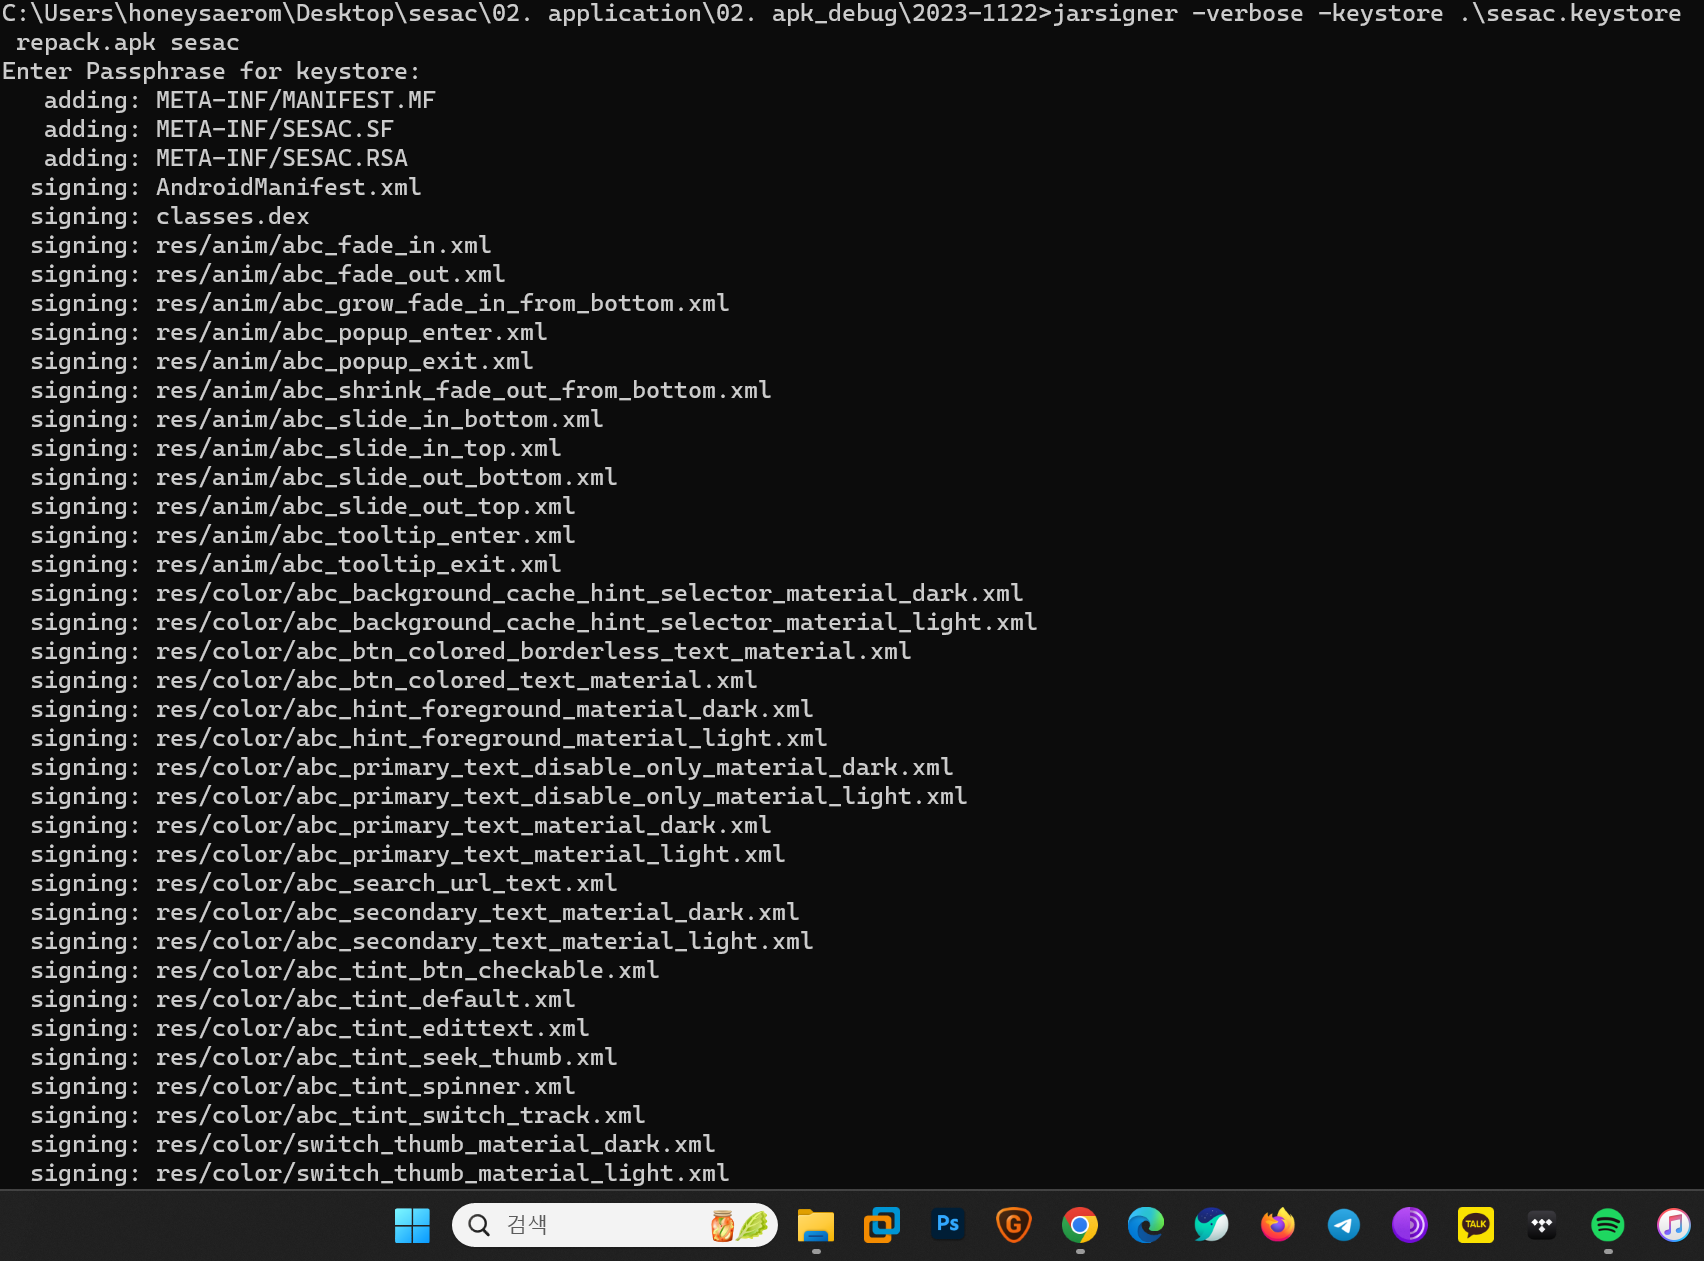 C:\Users\honeysaerom\Desktop\sesac\02. application\02. apk_debug\2023-1122>jarsigner -verbose -keystore .\sesac.keystore
repack.apk sesac
Enter Passphrase for keystore:
adding: META-INF/MANIFEST.MF
adding: META-INF/SESAC.SF
adding: META-INF/SESAC.RSA
signing: AndroidManifest.xml
signing: classes.dex
signing: res/anim/abc_fade_in.xml
signing: res/anim/abc_fade_out.xml
signing: res/anim/abc_grow_fade_in_from_bottom.xml
signing: res/anim/abc_popup_enter.xml
signing: res/anim/abc_popup_exit.xml
signing: res/anim/abc_shrink_fade_out_from_bottom.xml
signing: res/anim/abc_slide_in_bottom.xml
signing: res/anim/abc_slide_in_top.xml
signing: res/anim/abc_slide_out_bottom.xml
signing: res/anim/abc_slide_out_top.xml
signing: res/anim/abc_tooltip_enter.xml
signing: res/anim/abc_tooltip_exit.xml
signing: res/color/abc_background_cache_hint_selector_material_dark.xml
signing: res/color/abc_background_cache_hint_selector_material_light.xml
signing: res/color/abc_btn_colored_borderless_text_material.xml
signing: res/color/abc_btn_colored_text_material.xml
signing: res/color/abc_hint_foreground_material_dark.xml
signing: res/color/abc_hint_foreground_material_light.xml
signing: res/color/abc_primary_text_disable_only_material_dark.xml
signing: res/color/abc_primary_text_disable_only_material_light.xml
signing: res/color/abc_primary_text_material_dark.xml
signing: res/color/abc_primary_text_material_light.xml
signing: res/color/abc_search_url_text.xml
signing: res/color/abc_secondary_text_material_dark.xml
signing: res/color/abc_secondary_text_material_light.xml
signing: res/color/abc_tint_btn_checkable.xml
signing: res/color/abc_tint_default.xml
signing: res/color/abc_tint_edittext.xml
signing: res/color/abc_tint_seek_thumb.xml
signing: res/color/abc_tint_spinner.xml
signing: res/color/abc_tint_switch_track.xml
signing: res/color/switch_thumb_material_dark.xml
signing: res/color/switch_thumb_material_light.xml
검색 Ps G TALK